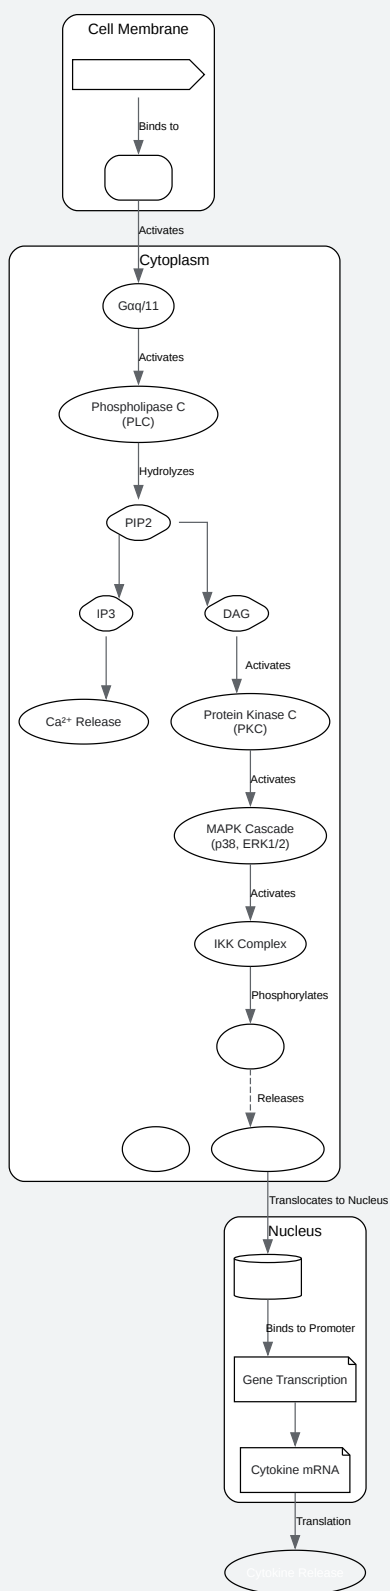 Cell Membrane
Binds to
Activates
Cytoplasm
Gαq/11
Activates
Phospholipase C
(PLC)
Hydrolyzes
PIP2
IP3
DAG
Activates
Ca²⁺ Release
Protein Kinase C
(PKC)
Activates
MAPK Cascade
(p38, ERK1/2)
Activates
IKK Complex
Phosphorylates
Releases
Translocates to Nucleus
Nucleus
Binds to Promoter
Gene Transcription
Cytokine mRNA
Translation
Cytokine Release